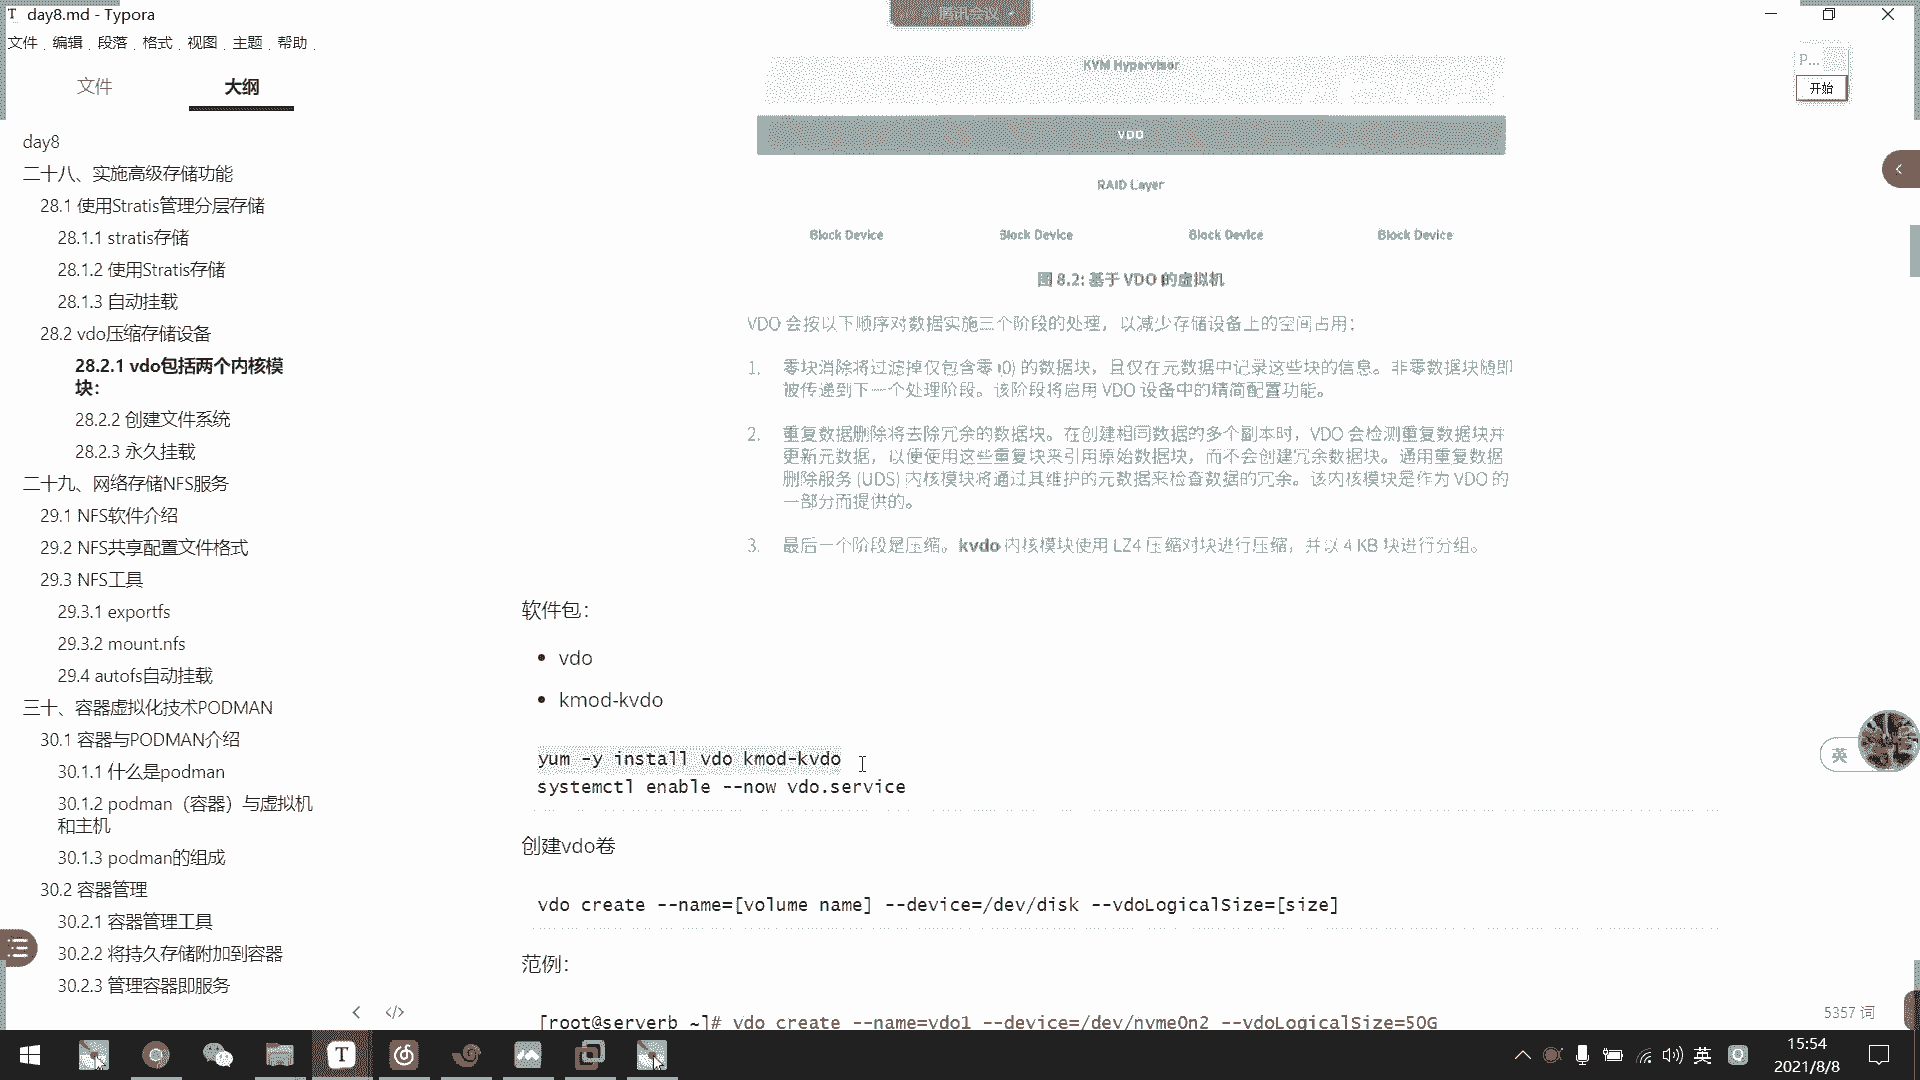 day8.md - Typora
腾讯会议
文件 编辑 段落 格式 视图 主题 帮助
文件 大纲
P...
开始
day8
二十八、实施高级存储功能
28.1 使用Stratis管理分层存储
28.1.1 stratis存储
28.1.2 使用Stratis存储
28.1.3 自动挂载
28.2 vdo压缩存储设备
28.2.1 vdo包括两个内核模
块：
28.2.2 创建文件系统
28.2.3 永久挂载
二十九、网络存储NFS服务
29.1 NFS软件介绍
29.2 NFS共享配置文件格式
29.3 NFS工具
29.3.1 exportfs
29.3.2 mount.nfs
29.4 autofs自动挂载
三十、容器虚拟化技术PODMAN
30.1 容器与PODMAN介绍
30.1.1 什么是podman
30.1.2 podman（容器）与虚拟机
和主机
30.1.3 podman的组成
30.2 容器管理
30.2.1 容器管理工具
30.2.2 将持久存储附加到容器
30.2.3 管理容器即服务
KVM Hypervisor
VDO
RAID Layer
Block Device Block Device Block Device Block Device
图 8.2: 基于 VDO 的虚拟机
VDO 会按以下顺序对数据实施三个阶段的处理，以减少存储设备上的空间占用：
1. 零块消除将过滤掉仅包含零 (0) 的数据块，且仅在元数据中记录这些块的信息。非零数据块随即
被传递到下一个处理阶段。该阶段将启用 VDO 设备中的精简配置功能。
2. 重复数据删除将去除冗余的数据块。在创建相同数据的多个副本时，VDO 会检测重复数据块并
更新元数据，以便使用这些重复块来引用原始数据块，而不会创建冗余数据块。通用重复数据
删除服务 (UDS) 内核模块将通过其维护的元数据来检查数据的冗余。该内核模块是作为 VDO 的
一部分而提供的。
3. 最后一个阶段是压缩。kvdo 内核模块使用 LZ4 压缩对块进行压缩，并以 4 KB 块进行分组。
软件包：
• vdo
• kmod-kvdo
yum -y install vdo kmod-kvdo
systemctl enable --now vdo.service
创建vdo卷
vdo create --name=[volume name] --device=/dev/disk --vdoLogicalSize=[size]
范例：
[root@serverb ~]# vdo create --name=vdo1 --device=/dev/nvme0n2 --vdoLogicalSize=50G
英
5357 词
英
15:54
2021/8/8